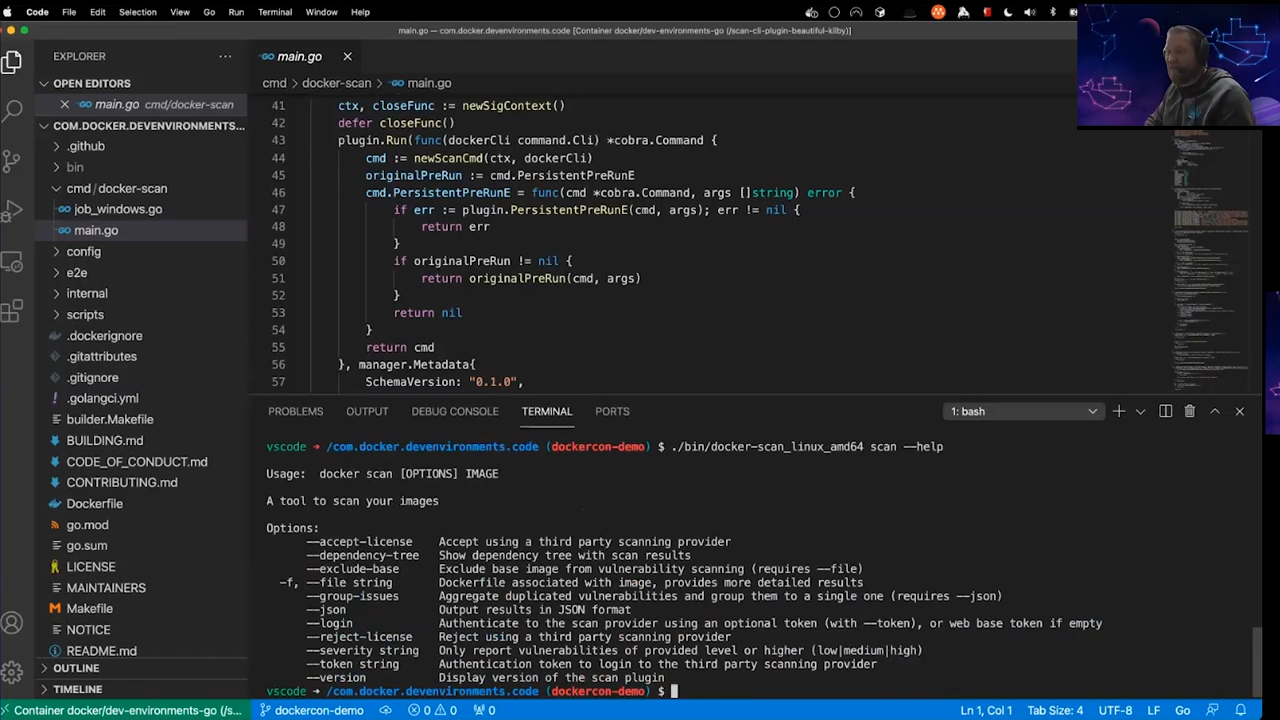 Code File Edit Selection View Go Run Terminal Window Help
main.go — com.docker.devenvironments.code [Container docker/dev-environments-go (/scan-cli-plugin-beautiful-kilby)]
EXPLORER
main.go
OPEN EDITORS
main.go cmd/docker-scan
COM.DOCKER.DEVENVIRONMENTS...
.github
bin
cmd / docker-scan
job_windows.go
main.go
config
e2e
internal
scripts
.dockerignore
.gitattributes
.gitignore
.golangci.yml
builder.Makefile
BUILDING.md
CODE_OF_CONDUCT.md
CONTRIBUTING.md
Dockerfile
go.mod
go.sum
LICENSE
MAINTAINERS
Makefile
NOTICE
README.md
OUTLINE
TIMELINE
cmd > docker-scan > main.go
41 ctx, closeFunc := newSigContext()
42 defer closeFunc()
43 plugin.Run(func(dockerCli command.Cli) *cobra.Command {
44 cmd := newScanCmd(ctx, dockerCli)
45 originalPreRun := cmd.PersistentPreRunE
46 cmd.PersistentPreRunE = func(cmd *cobra.Command, args []string) error {
47 if err := plugin.PersistentPreRunE(cmd, args); err != nil {
48 return err
49 }
50 if originalPreRun != nil {
51 return originalPreRun(cmd, args)
52 }
53 return nil
54 }
55 return cmd
56 }, manager.Metadata{
57 SchemaVersion: "0.1.0",
PROBLEMS OUTPUT DEBUG CONSOLE TERMINAL PORTS 1: bash
vscode ➜ /com.docker.devenvironments.code (dockercon-demo) $ ./bin/docker-scan_linux_amd64 scan --help
Usage: docker scan [OPTIONS] IMAGE
A tool to scan your images
Options:
--accept-license Accept using a third party scanning provider
--dependency-tree Show dependency tree with scan results
--exclude-base Exclude base image from vulnerability scanning (requires --file)
-f, --file string Dockerfile associated with image, provides more detailed results
--group-issues Aggregate duplicated vulnerabilities and group them to a single one (requires --json)
--json Output results in JSON format
--login Authenticate to the scan provider using an optional token (with --token), or web base token if empty
--reject-license Reject using a third party scanning provider
--severity string Only report vulnerabilities of provided level or higher (low|medium|high)
--token string Authentication token to login to the third party scanning provider
--version Display version of the scan plugin
vscode ➜ /com.docker.devenvironments.code (dockercon-demo) $
Container docker/dev-environments-go (/s... dockercon-demo 0 0 0 Ln 1, Col 1 Tab Size: 4 UTF-8 LF Go